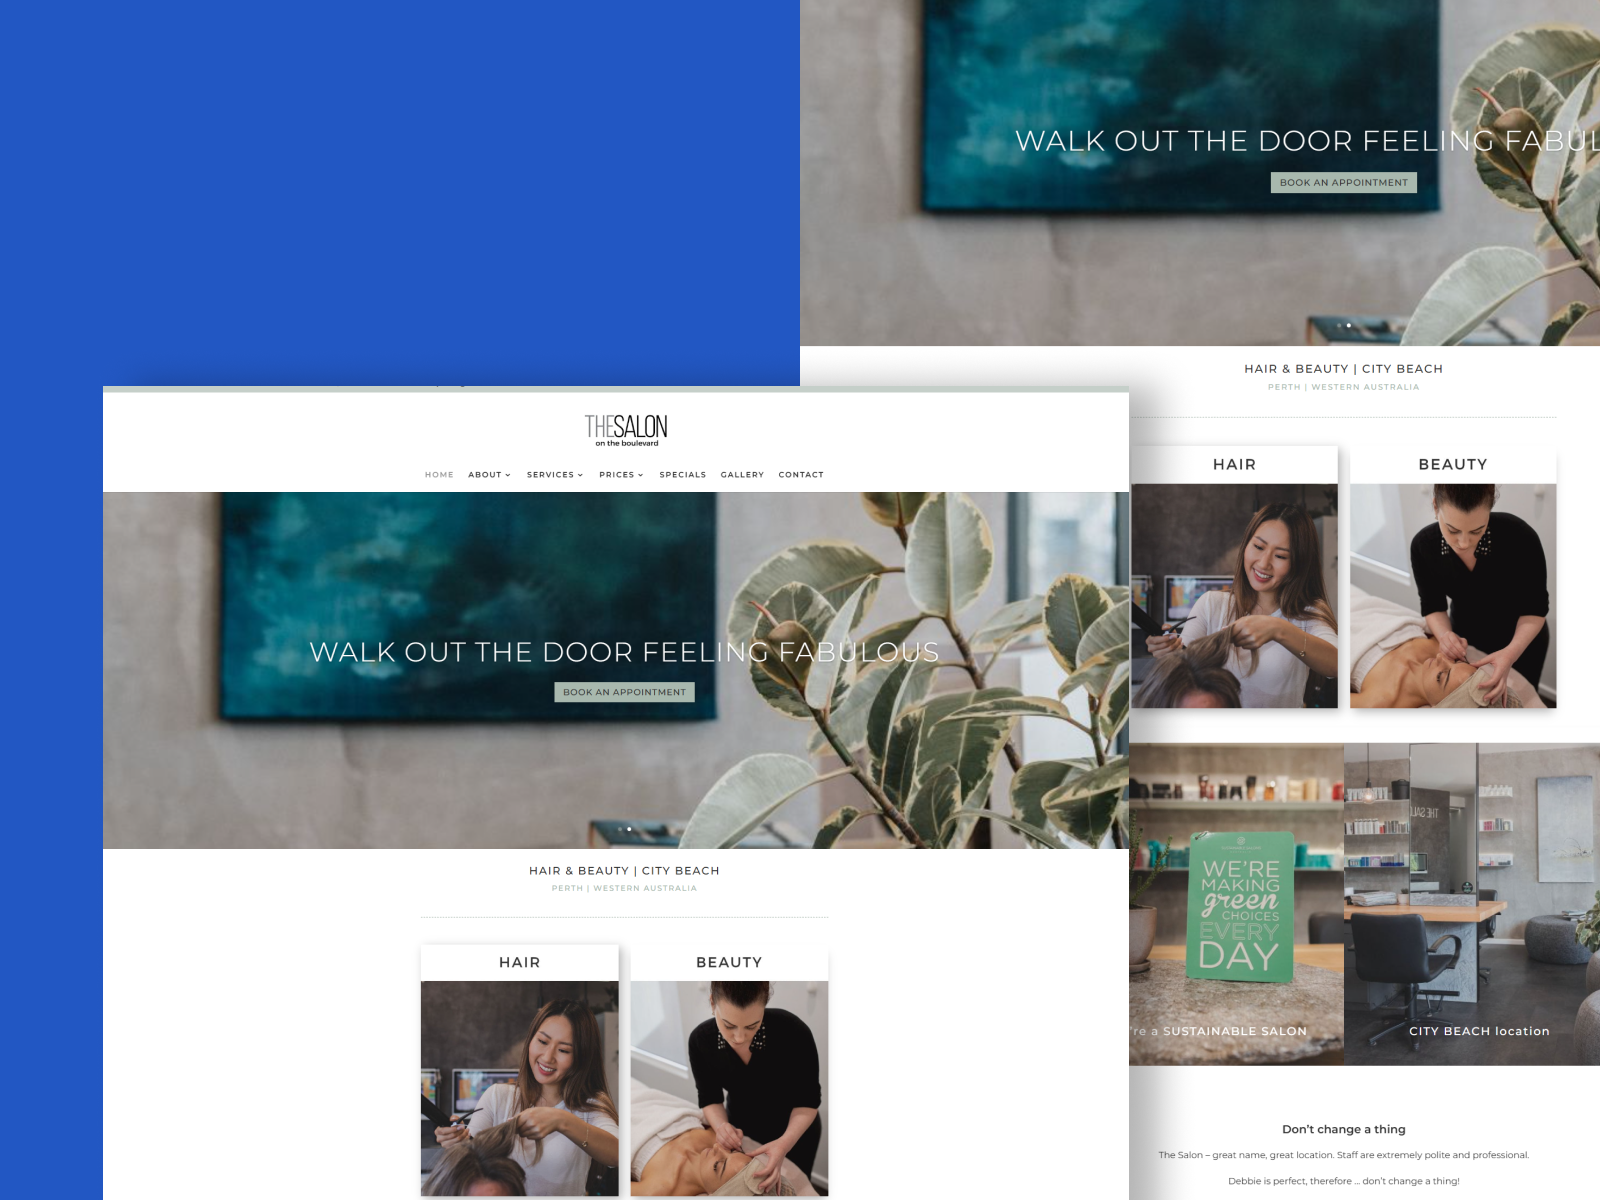 THESALON
on the boulevard
HOME ABOUT SERVICES PRICES SPECIALS GALLERY CONTACT
WALK OUT THE DOOR FEELING FABULOUS
BOOK AN APPOINTMENT
HAIR & BEAUTY | CITY BEACH
PERTH | WESTERN AUSTRALIA
HAIR BEAUTY
WALK OUT THE DOOR FEELING FABUL
BOOK AN APPOINTMENT
HAIR & BEAUTY | CITY BEACH
PERTH | WESTERN AUSTRALIA
HAIR BEAUTY
WE'RE
MAKING
green
CHOICES
EVERY
DAY
THE SAL
're a SUSTAINABLE SALON
CITY BEACH location
Don't change a thing
The Salon – great name, great location. Staff are extremely polite and professional.
Debbie is perfect, therefore ... don't change a thing!